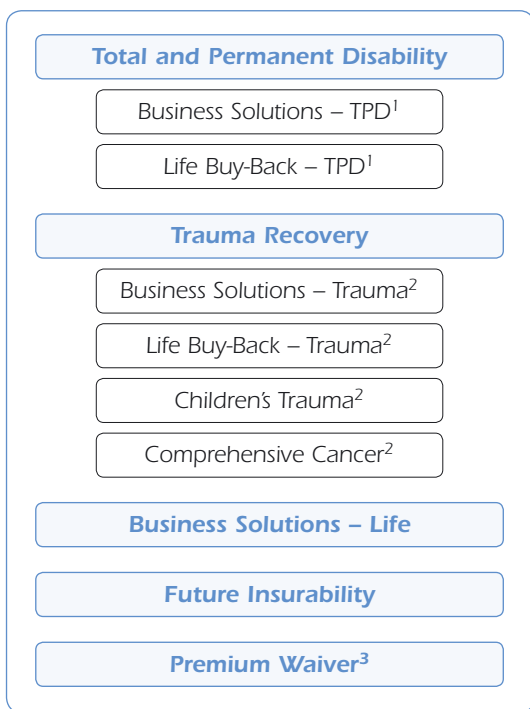 Total and Permanent Disability
Business Solutions – TPD¹
Life Buy-Back – TPD¹
Trauma Recovery
Business Solutions – Trauma²
Life Buy-Back – Trauma²
Children's Trauma²
Comprehensive Cancer²
Business Solutions – Life
Future Insurability
Premium Waiver³